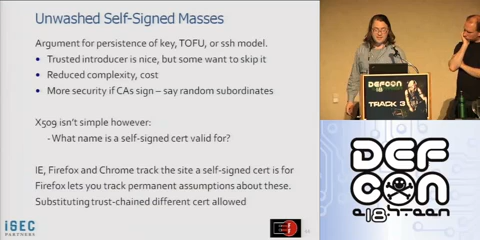 Unwashed Self-Signed Masses
Argument for persistence of key, TOFU, or ssh model.
• Trusted introducer is nice, but some want to skip it
• Reduced complexity, cost
• More security if CAs sign – say random subordinates
X509 isn't simple however:
- What name is a self-signed cert valid for?
IE, Firefox and Chrome track the site a self-signed cert is for
Firefox lets you track permanent assumptions about these.
Substituting trust-chained different cert allowed
iSEC
PARTNERS
DEFCON
TRACK 3
DEF
CON